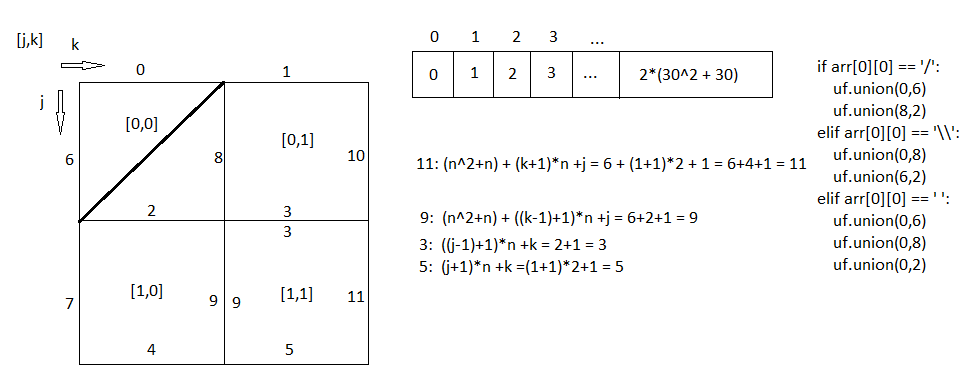 [j,k]
k
j
0 1
[0,0]
[0,1]
6 8 10
2 3
3
[1,0]
[1,1]
7 9 9 11
4 5
0 1 2 3 ...
0 1 2 3 ... 2*(30^2 + 30)
11: (n^2+n) + (k+1)*n +j = 6 + (1+1)*2 + 1 = 6+4+1 = 11
9: (n^2+n) + ((k-1)+1)*n +j = 6+2+1 = 9
3: ((j-1)+1)*n +k = 2+1 = 3
5: (j+1)*n +k =(1+1)*2+1 = 5
if arr[0][0] == '/':
uf.union(0,6)
uf.union(8,2)
elif arr[0][0] == '\\':
uf.union(0,8)
uf.union(6,2)
elif arr[0][0] == ' ':
uf.union(0,6)
uf.union(0,8)
uf.union(0,2)